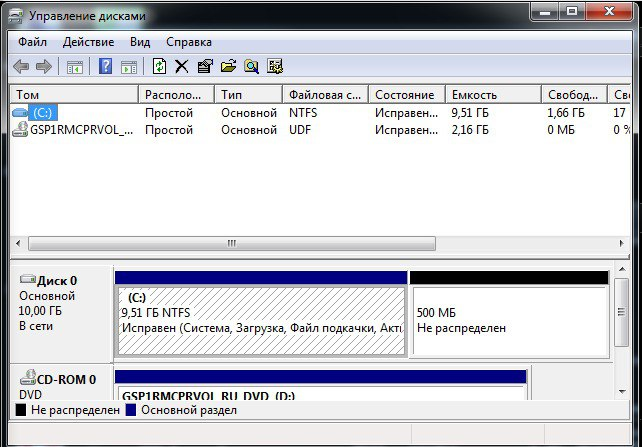 Управление дисками
Файл Действие Вид Справка
Том Располо... Тип Файловая с... Состояние Емкость Свобод... Сво
(C:) Простой Основной NTFS Исправен... 9,51 ГБ 1,66 ГБ 17
GSP1RMCPRVOL_... Простой Основной UDF Исправен... 2,16 ГБ 0 МБ 0 %
Диск 0
Основной
10,00 ГБ
В сети
(C:)
9,51 ГБ NTFS
Исправен (Система, Загрузка, Файл подкачки, Акти
500 МБ
Не распределен
CD-ROM 0
DVD
GSP1RMCPRVOL_RU_DVD (D:)
Не распределен Основной раздел